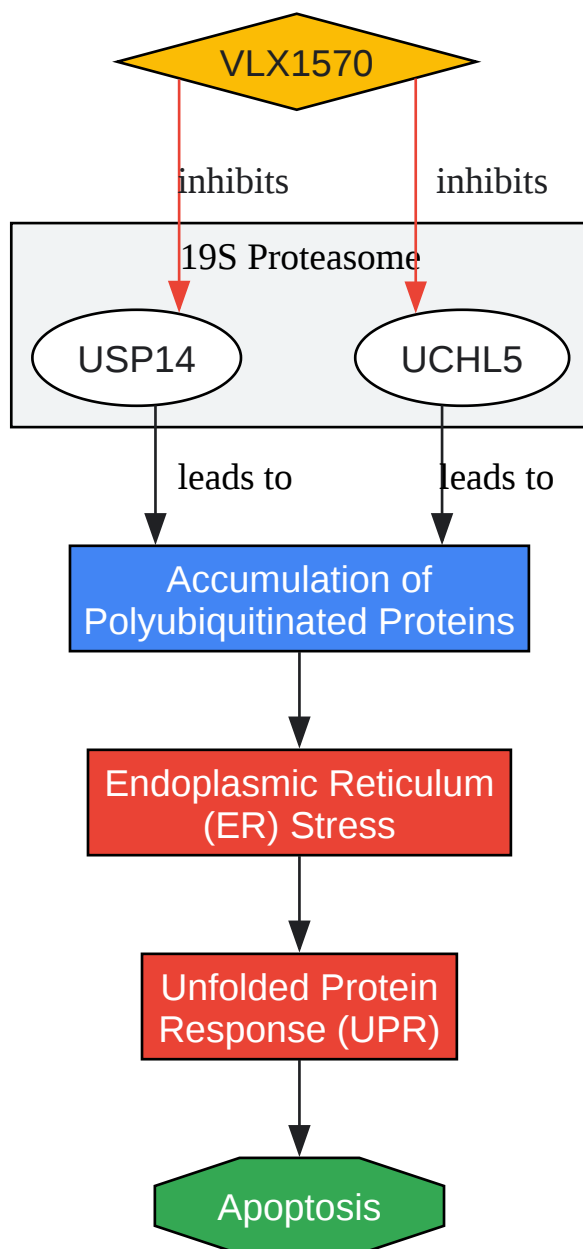 VLX1570
inhibits
inhibits
19S Proteasome
USP14
UCHL5
leads to
leads to
Accumulation of
Polyubiquitinated Proteins
Endoplasmic Reticulum
(ER) Stress
Unfolded Protein
Response (UPR)
Apoptosis